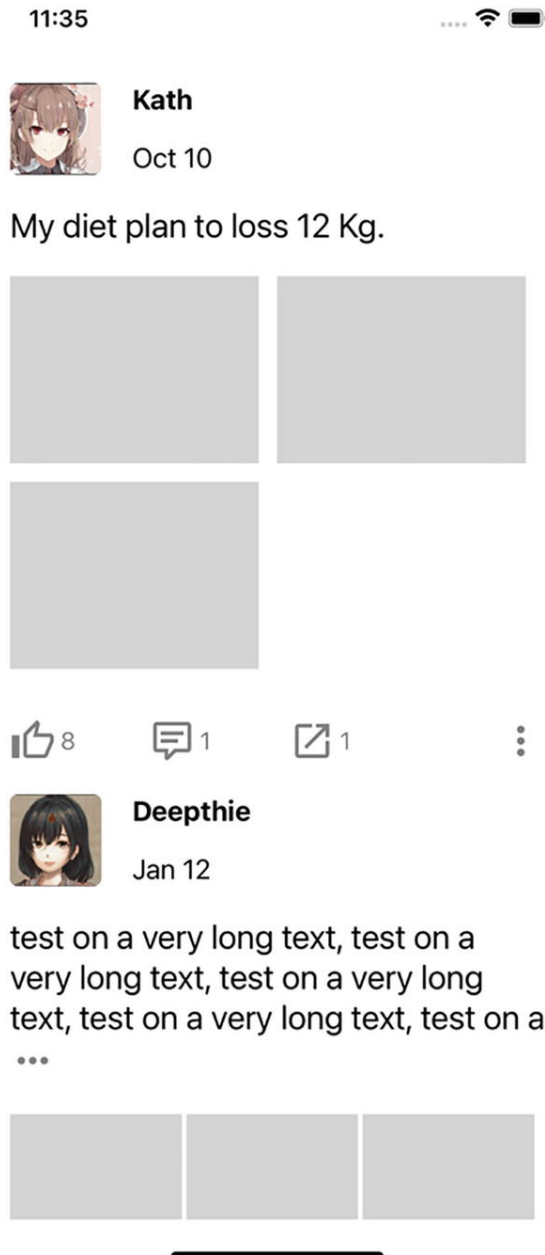 11:35
Kath
Oct 10
My diet plan to loss 12 Kg.
8 1 1
Deepthie
Jan 12
test on a very long text, test on a
very long text, test on a very long
text, test on a very long text, test on a
•••